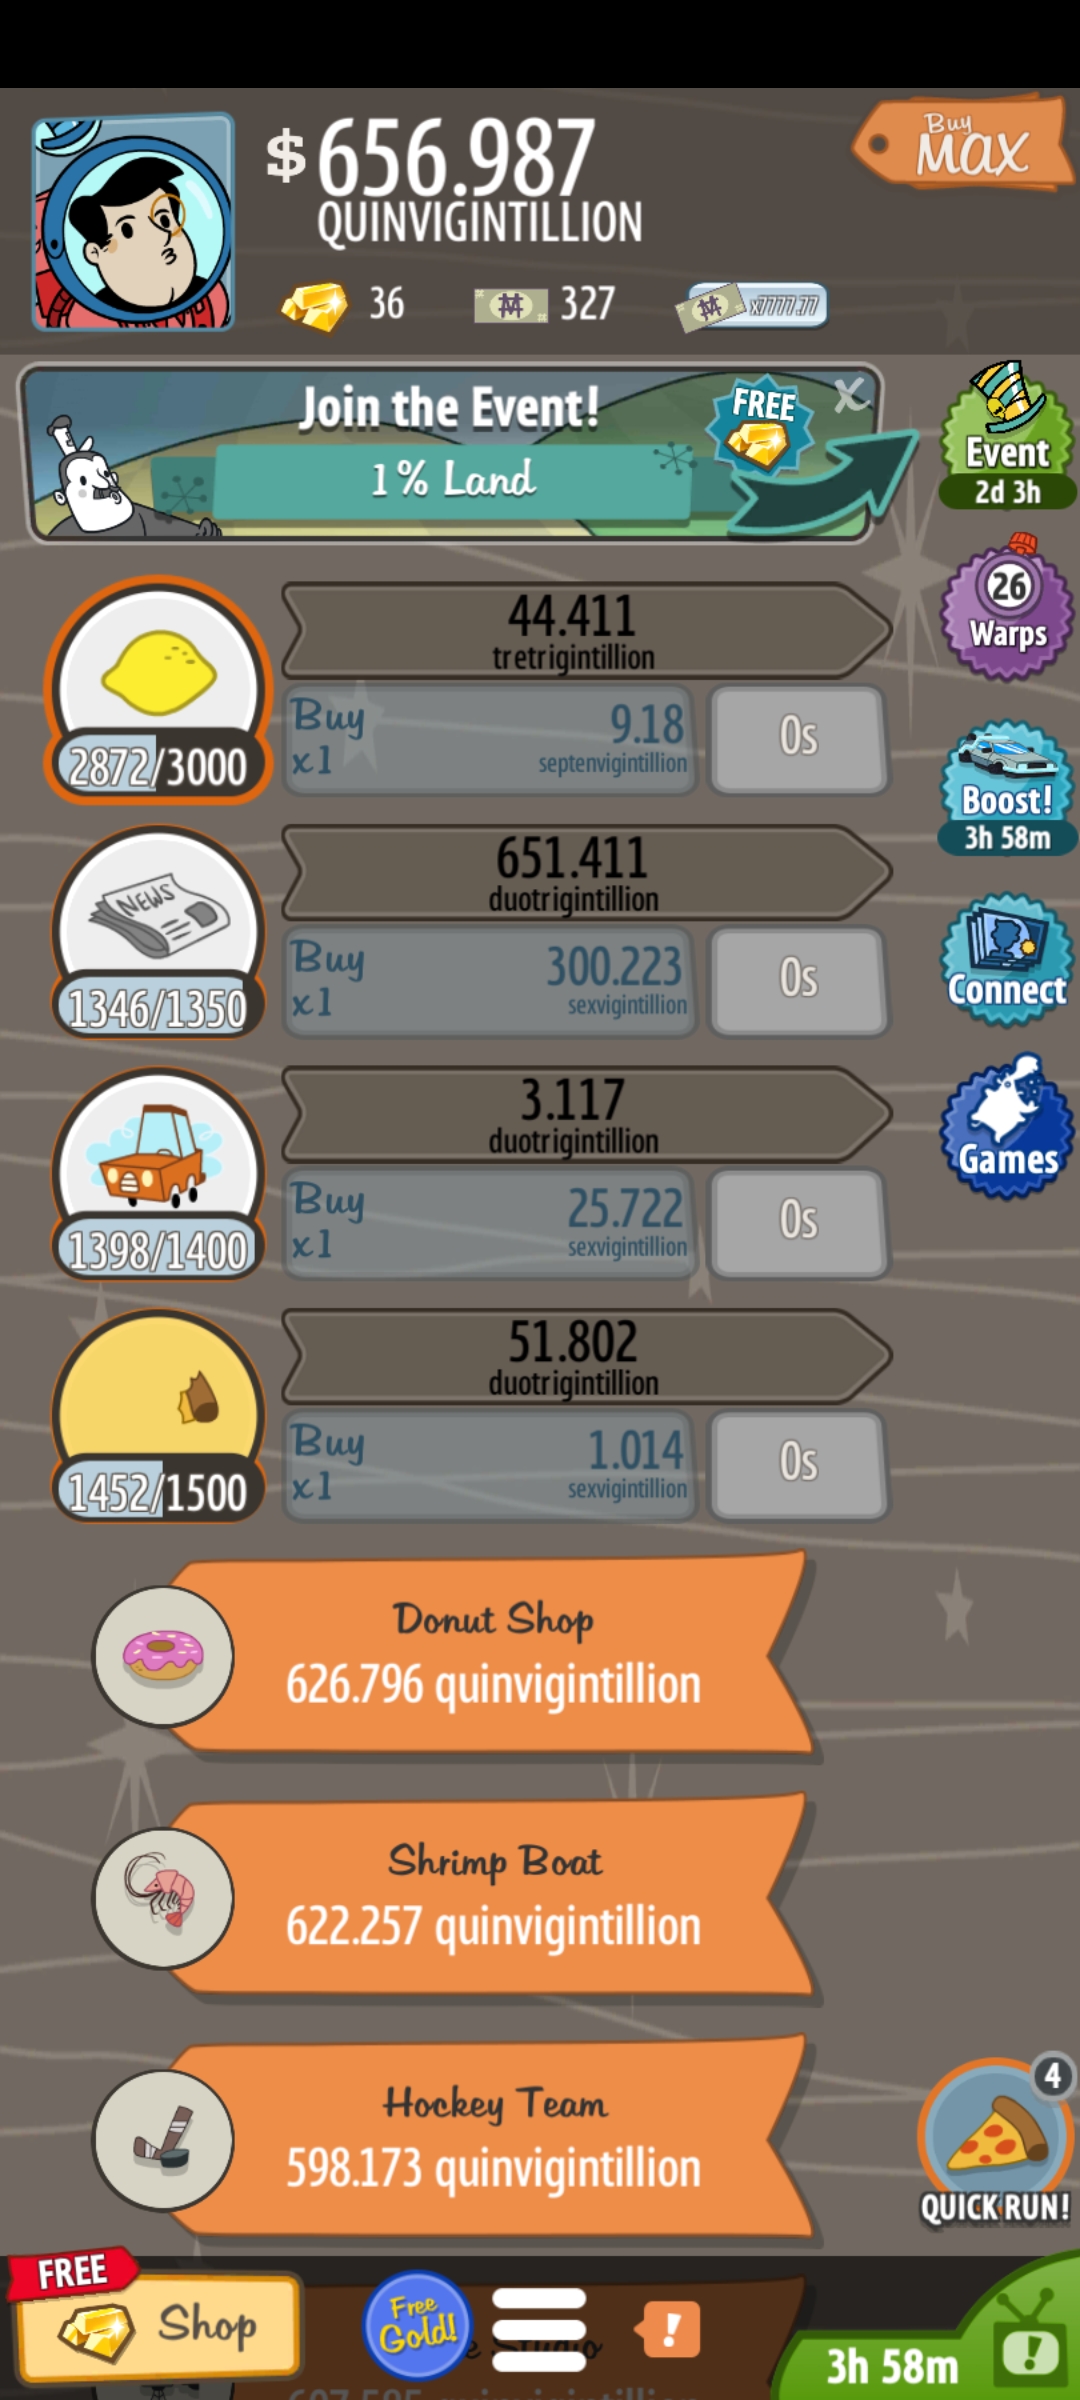 $656.987
QUINVIGINTILLION
Buy
MAX
36
327
x7777.77
Join the Event!
1% Land
FREE
X
Event
2d 3h
44.411
tretrigintillion
Buy
x1
9.18
septenvigintillion
0s
2872/3000
26
Warps
NEWS
651.411
duotrigintillion
Buy
x1
300.223
sexvigintillion
0s
1346/1350
Boost!
3h 58m
Connect
3.117
duotrigintillion
Buy
x1
25.722
sexvigintillion
0s
1398/1400
Games
51.802
duotrigintillion
Buy
x1
1.014
sexvigintillion
0s
1452/1500
Donut Shop
626.796 quinvigintillion
Shrimp Boat
622.257 quinvigintillion
Hockey Team
598.173 quinvigintillion
4
QUICK RUN!
FREE
Shop
Free
Gold!
!
3h 58m
!